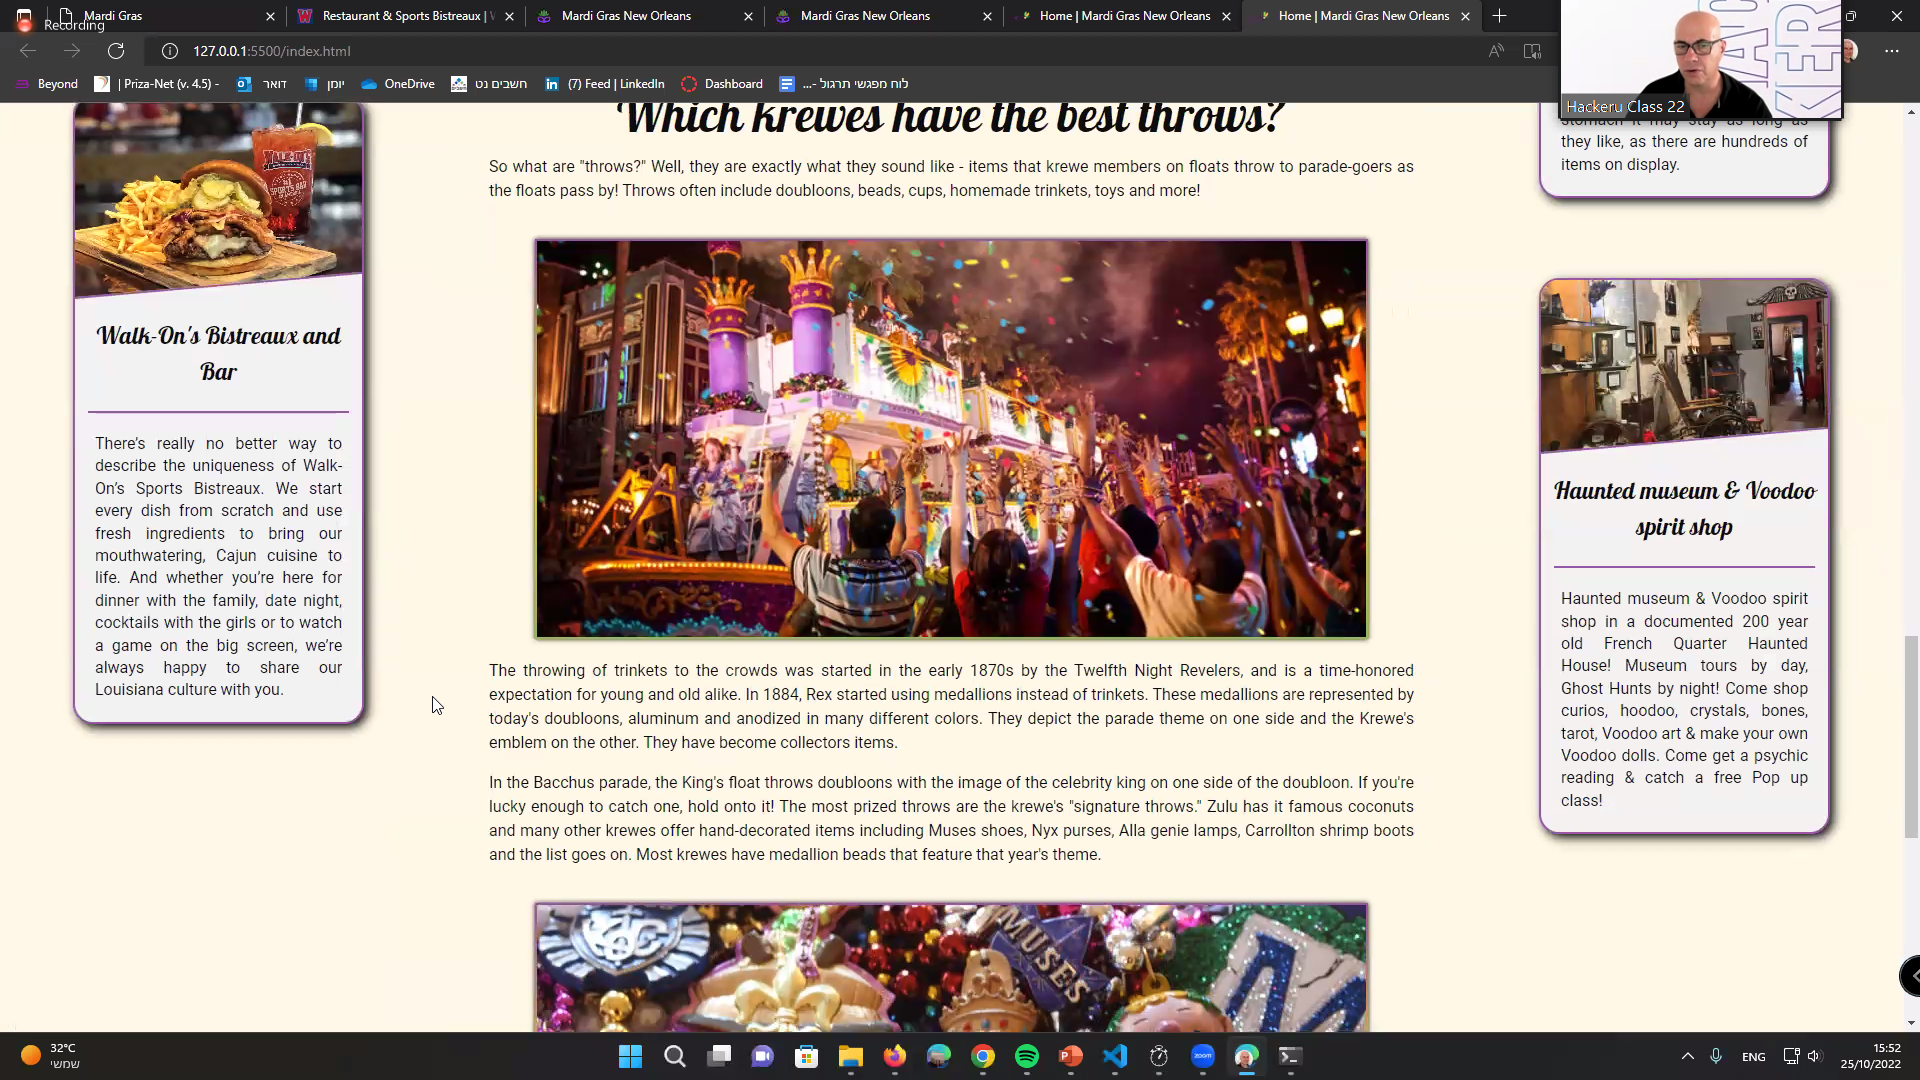 Recording
Mardi Gras
Restaurant & Sports Bistreaux |
Mardi Gras New Orleans
Mardi Gras New Orleans
Home | Mardi Gras New Orleans
Home | Mardi Gras New Orleans
127.0.0.1:5500/index.html
Beyond
| Priza-Net (v. 4.5) -
דואר
יומן
OneDrive
חשבים נט
(7) Feed | LinkedIn
Dashboard
לוח מפגשי תרגול -...
Hackeru Class 22
Which krewes have the best throws?
So what are "throws?" Well, they are exactly what they sound like - items that krewe members on floats throw to parade-goers as
the floats pass by! Throws often include doubloons, beads, cups, homemade trinkets, toys and more!
The throwing of trinkets to the crowds was started in the early 1870s by the Twelfth Night Revelers, and is a time-honored
expectation for young and old alike. In 1884, Rex started using medallions instead of trinkets. These medallions are represented by
today's doubloons, aluminum and anodized in many different colors. They depict the parade theme on one side and the Krewe's
emblem on the other. They have become collectors items.
In the Bacchus parade, the King's float throws doubloons with the image of the celebrity king on one side of the doubloon. If you're
lucky enough to catch one, hold onto it! The most prized throws are the krewe's "signature throws." Zulu has it famous coconuts
and many other krewes offer hand-decorated items including Muses shoes, Nyx purses, Alla genie lamps, Carrollton shrimp boots
and the list goes on. Most krewes have medallion beads that feature that year's theme.
MUSES
WALK-ON'S
Walk-On's Bistreaux and
Bar
There's really no better way to
describe the uniqueness of Walk-
On's Sports Bistreaux. We start
every dish from scratch and use
fresh ingredients to bring our
mouthwatering, Cajun cuisine to
life. And whether you're here for
dinner with the family, date night,
cocktails with the girls or to watch
a game on the big screen, we're
always happy to share our
Louisiana culture with you.
stomach it may stay as long as
they like, as there are hundreds of
items on display.
Haunted museum & Voodoo
spirit shop
Haunted museum & Voodoo spirit
shop in a documented 200 year
old French Quarter Haunted
House! Museum tours by day,
Ghost Hunts by night! Come shop
curios, hoodoo, crystals, bones,
tarot, Voodoo art & make your own
Voodoo dolls. Come get a psychic
reading & catch a free Pop up
class!
32°C
שמשי
zoom
ENG
15:52
25/10/2022